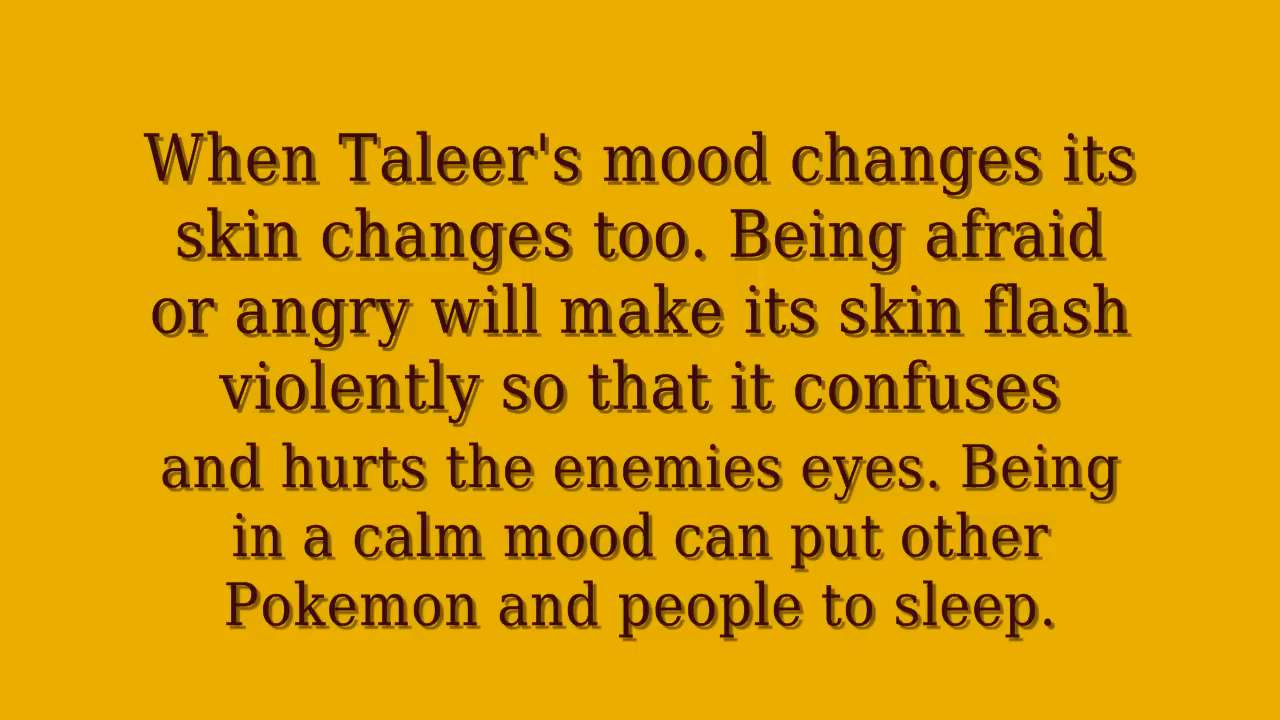 When Taleer's mood changes its
skin changes too. Being afraid
or angry will make its skin flash
violently so that it confuses
and hurts the enemies eyes. Being
in a calm mood can put other
Pokemon and people to sleep.